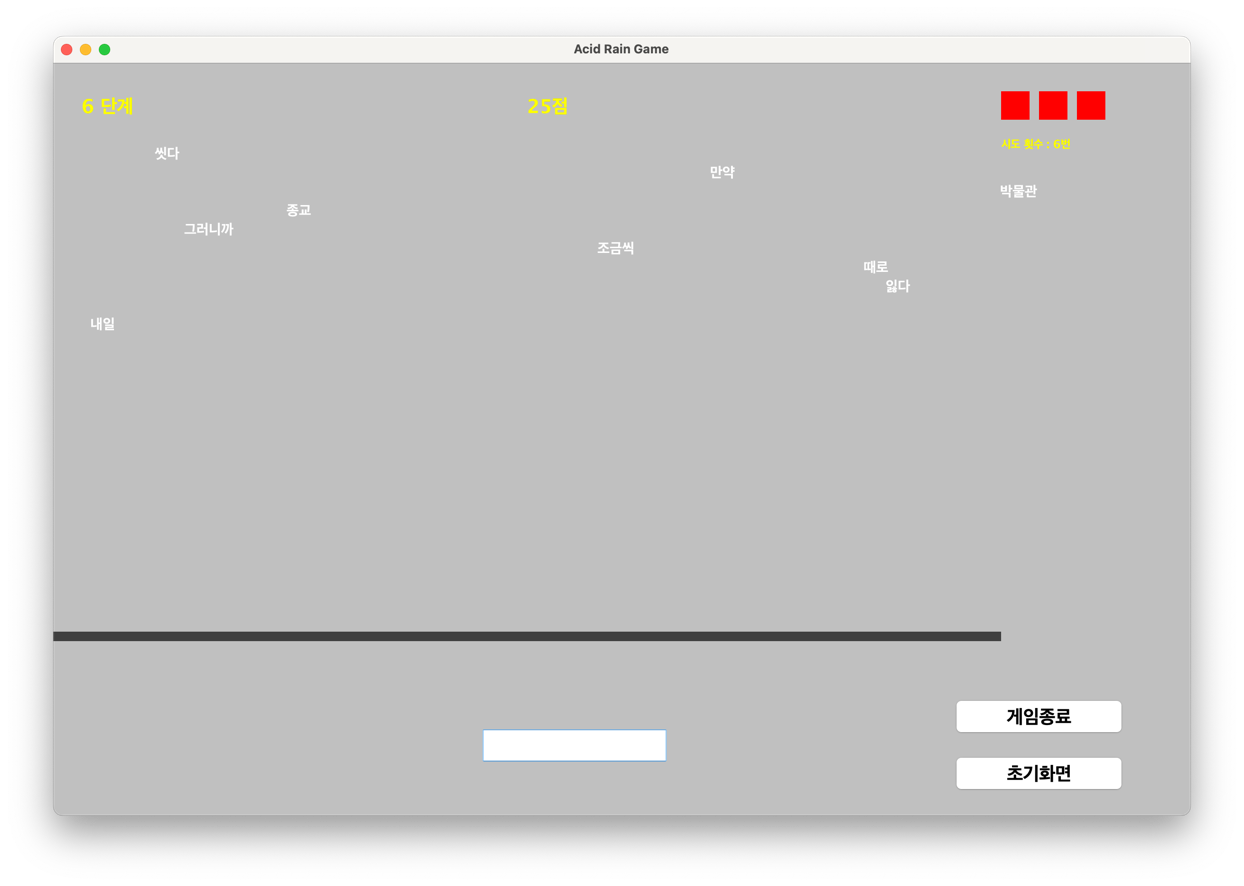 Acid Rain Game
6 단계
25점
시도 횟수 : 6번
씻다
만약
박물관
종교
그러니까
조금씩
때로
잃다
내일
게임종료
초기화면